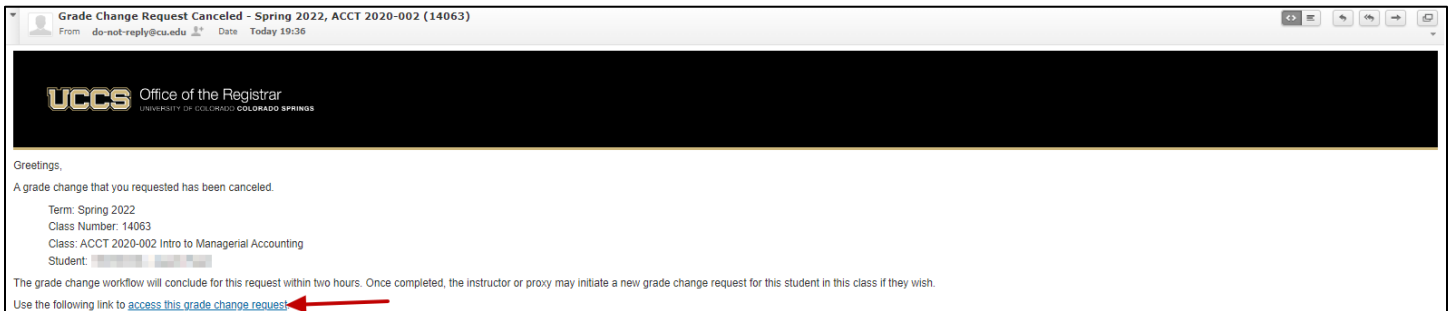 Grade Change Request Canceled - Spring 2022, ACCT 2020-002 (14063)
From do-not-reply@cu.edu Date Today 19:36
UCCS Office of the Registrar
UNIVERSITY OF COLORADO COLORADO SPRINGS
Greetings,
A grade change that you requested has been canceled.
Term: Spring 2022
Class Number: 14063
Class: ACCT 2020-002 Intro to Managerial Accounting
Student:
The grade change workflow will conclude for this request within two hours. Once completed, the instructor or proxy may initiate a new grade change request for this student in this class if they wish.
Use the following link to access this grade change request